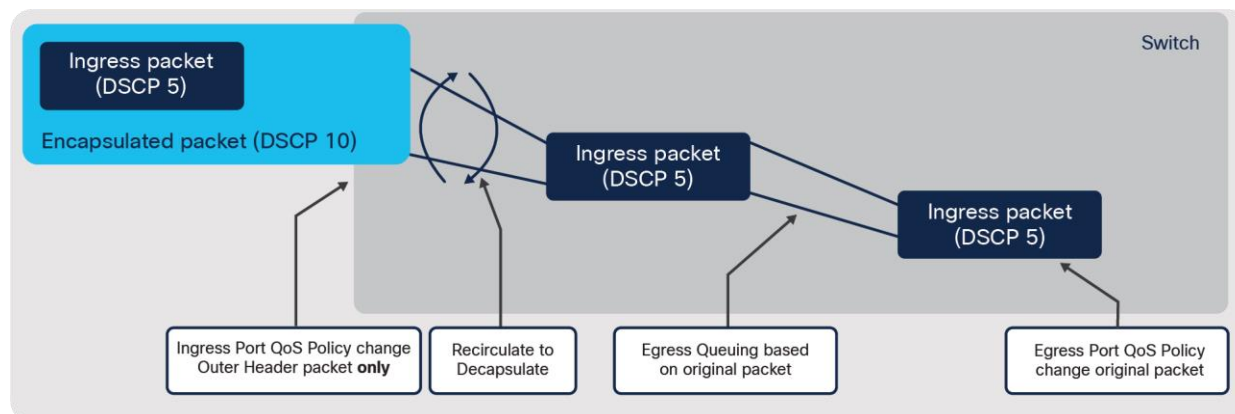 Switch
Ingress packet
(DSCP 5)
Encapsulated packet (DSCP 10)
Ingress packet
(DSCP 5)
Ingress packet
(DSCP 5)
Ingress Port QoS Policy change
Outer Header packet only
Recirculate to
Decapsulate
Egress Queuing based
on original packet
Egress Port QoS Policy
change original packet